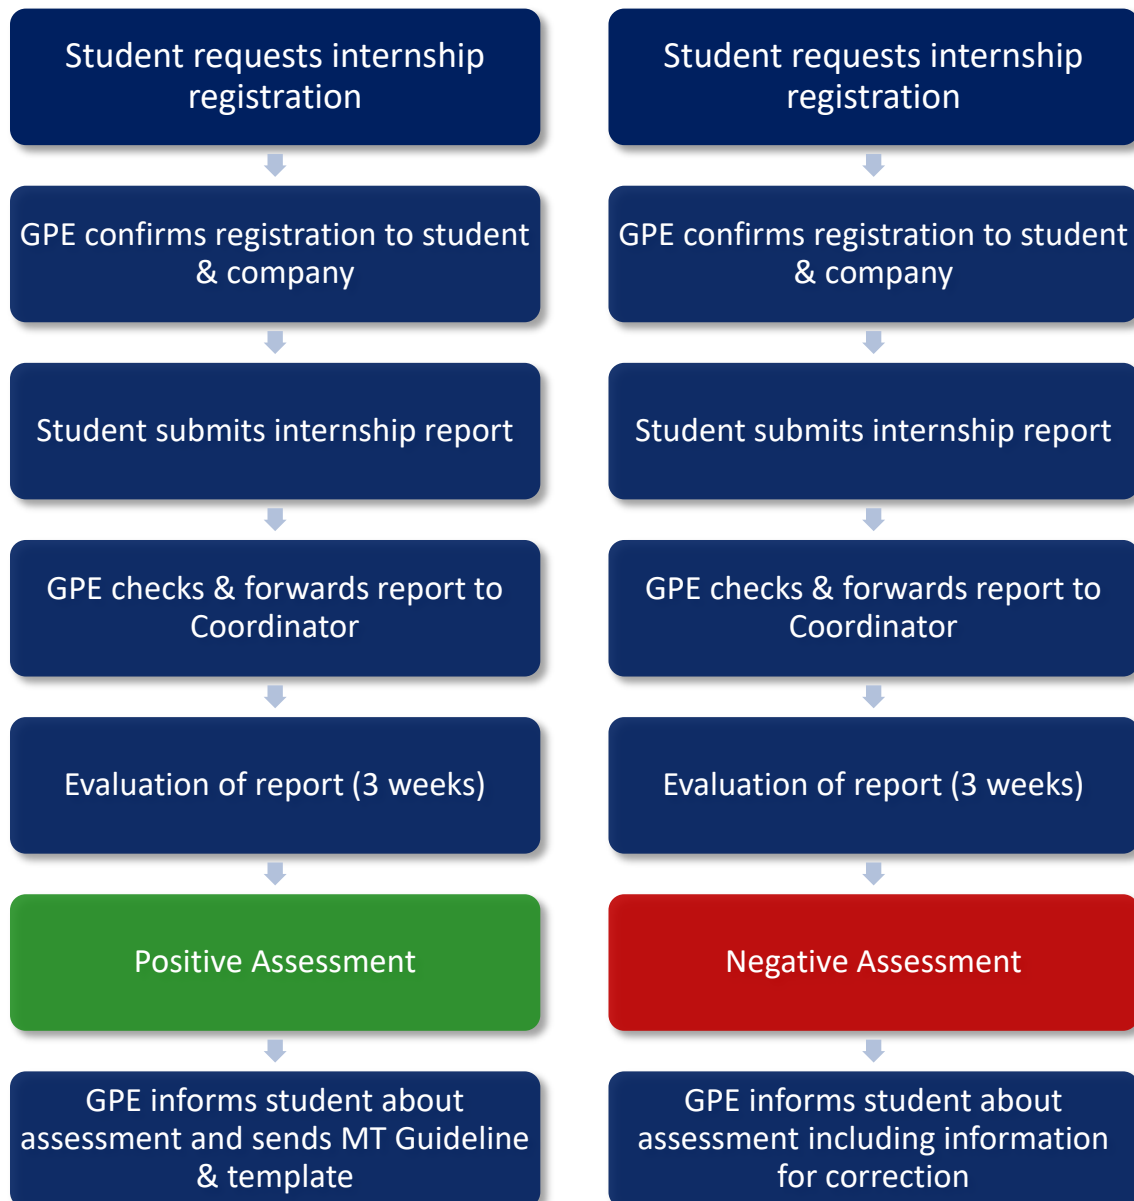 Student requests internship
registration
GPE confirms registration to student
& company
Student submits internship report
GPE checks & forwards report to
Coordinator
Evaluation of report (3 weeks)
Positive Assessment
GPE informs student about
assessment and sends MT Guideline
& template
Student requests internship
registration
GPE confirms registration to student
& company
Student submits internship report
GPE checks & forwards report to
Coordinator
Evaluation of report (3 weeks)
Negative Assessment
GPE informs student about
assessment including information
for correction